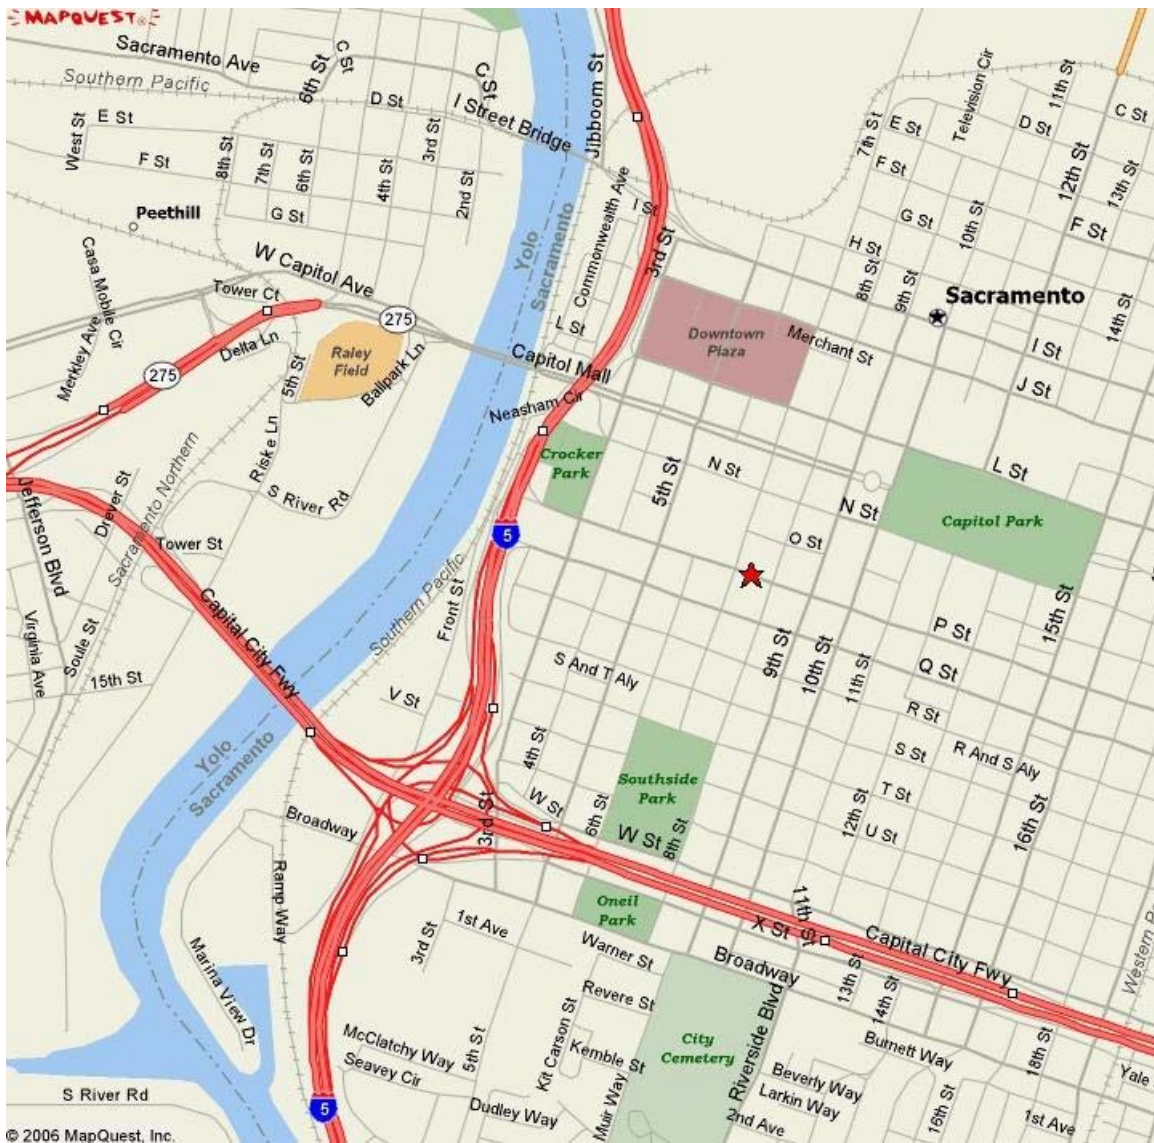 MAPQUEST
Sacramento Ave
6th St
C St
C St
Jibboom St
Television Cir
11th St
Southern Pacific
D St
I Street Bridge
C St
West St
E St
3rd St
7th St
E St
D St
F St
8th St
7th St
6th St
4th St
2nd St
F St
12th St
13th St
Peethill
G St
Commonwealth Ave
I St
G St
10th St
F St
Casa Mobile Cir
W Capitol Ave
Yolo
Sacramento
3rd St
H St
8th St
9th St
Tower Ct
275
Sacramento
14th St
Merkley Ave
Delta Ln
L St
Downtown
Plaza
Merchant St
I St
275
5th St
Raley
Field
Ballpark Ln
Capitol Mall
J St
Neasham Cir
Riske Ln
Crocker
Park
5th St
N St
L St
Jefferson Blvd
Drever St
Sacramento Northern
S River Rd
N St
Capitol Park
Tower St
5
O St
Capital City Fwy
Southern Pacific
Front St
15th St
Virginia Ave
Soule St
P St
15th St
S And T Aly
9th St
10th St
11th St
Q St
V St
R St
Yolo
Sacramento
4th St
S St
R And S Aly
Southside
Park
T St
Broadway
3rd St
W St
6th St
W St
8th St
12th St
U St
16th St
Ramp Way
Oneil
Park
11th St
X St
Capital City Fwy
1st Ave
3rd St
Warner St
Broadway
Marina View Dr
13th St
14th St
Revere St
Riverside Blvd
McClatchy Way
5th St
Kit Carson St
Kemble St
City
Cemetery
Burnett Way
18th St
Seavey Cir
Muir Way
Beverly Way
Yale
S River Rd
5
Dudley Way
Larkin Way
2nd Ave
16th St
1st Ave
© 2006 MapQuest, Inc.